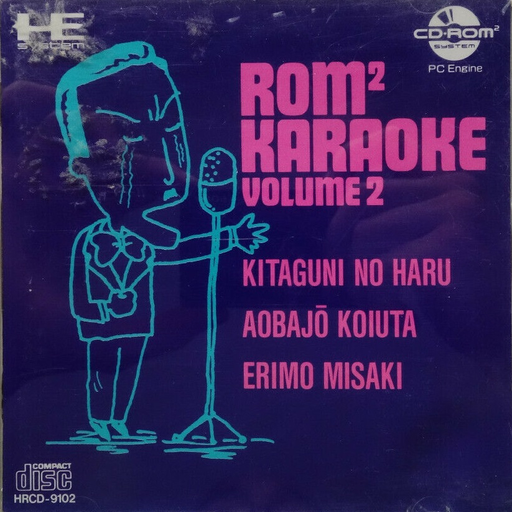 HE
system
CD-ROM²
SYSTEM
PC Engine
ROM²
KARAOKE
VOLUME 2
KITAGUNI NO HARU
AOBAJŌ KOIUTA
ERIMO MISAKI
COMPACT
disc
HRCD-9102